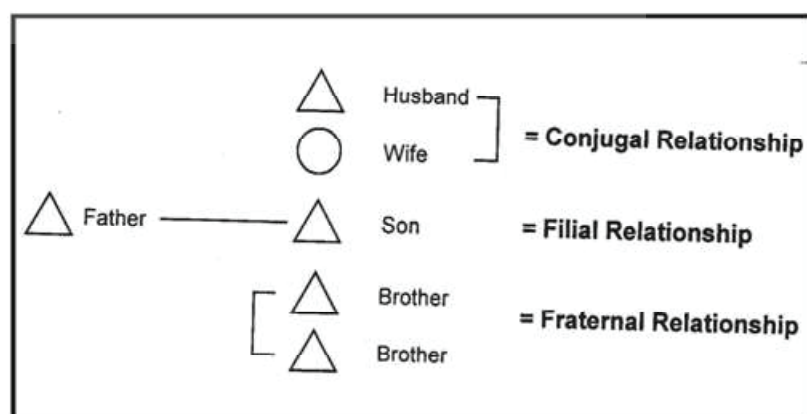 Husband
= Conjugal Relationship
Wife
Father
Son
= Filial Relationship
Brother
= Fraternal Relationship
Brother